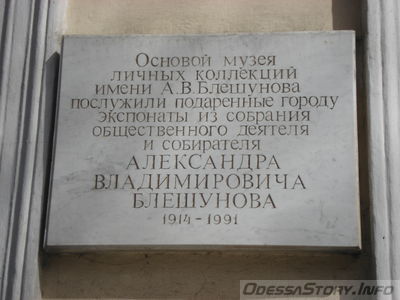 Основой музея
личных коллекций
имени А.В.Блещунова
послужили подаренные городу
экспонаты из собрания
общественного деятеля
и собирателя
АЛЕКСАНДРА
ВЛАДИМИРОВИЧА
БЛЕЩУНОВА
1914-1991
OdessaStory.Info